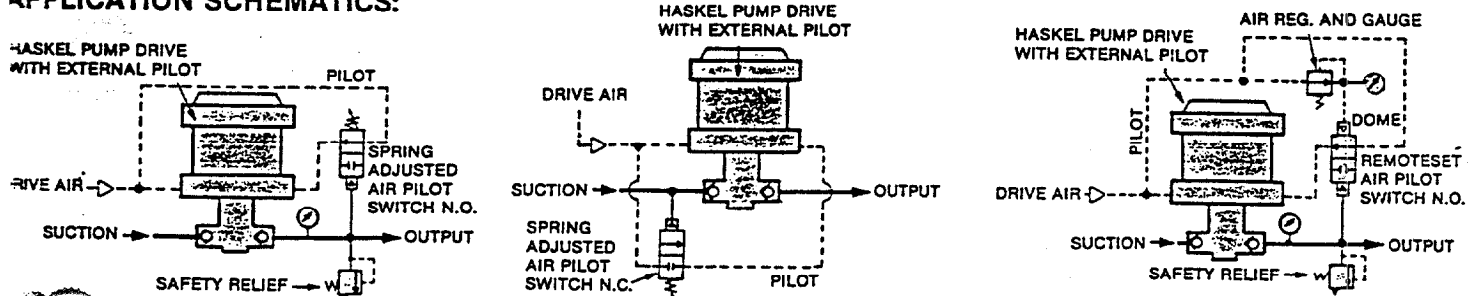 APPLICATION SCHEMATICS:
HASKEL PUMP DRIVE
WITH EXTERNAL PILOT
PILOT
SPRING
ADJUSTED
AIR PILOT
SWITCH N.O.
DRIVE AIR
SUCTION
OUTPUT
SAFETY RELIEF
HASKEL PUMP DRIVE
WITH EXTERNAL PILOT
DRIVE AIR
SUCTION
OUTPUT
SPRING
ADJUSTED
AIR PILOT
SWITCH N.C.
PILOT
AIR REG. AND GAUGE
HASKEL PUMP DRIVE
WITH EXTERNAL PILOT
PILOT
DOME
REMOTESET
AIR PILOT
SWITCH N.O.
DRIVE AIR
SUCTION
OUTPUT
SAFETY RELIEF